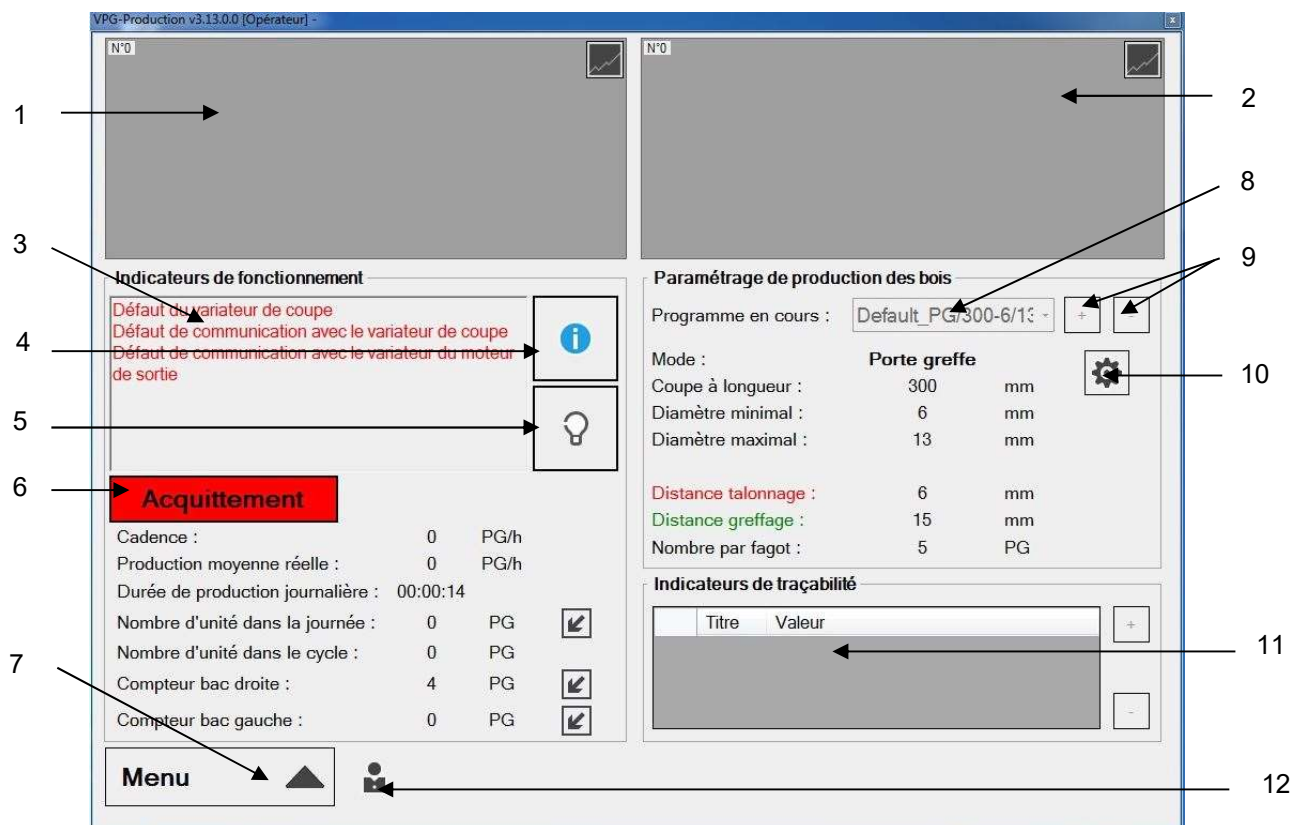 VPG-Production v3.13.0.0 [Opérateur] -
N°0
N°0
1
2
3
4
5
6
7
8
9
10
11
12
Indicateurs de fonctionnement
Défaut du variateur de coupe
Défaut de communication avec le variateur de coupe
Défaut de communication avec le variateur du moteur
de sortie
Acquittement
Cadence : 0 PG/h
Production moyenne réelle : 0 PG/h
Durée de production journalière : 00:00:14
Nombre d'unité dans la journée : 0 PG
Nombre d'unité dans le cycle : 0 PG
Compteur bac droite : 4 PG
Compteur bac gauche : 0 PG
Menu
Paramétrage de production des bois
Programme en cours : Default_PG/300-6/13 + -
Mode : Porte greffe
Coupe à longueur : 300 mm
Diamètre minimal : 6 mm
Diamètre maximal : 13 mm
Distance talonnage : 6 mm
Distance greffage : 15 mm
Nombre par fagot : 5 PG
Indicateurs de traçabilité
Titre Valeur
+
-